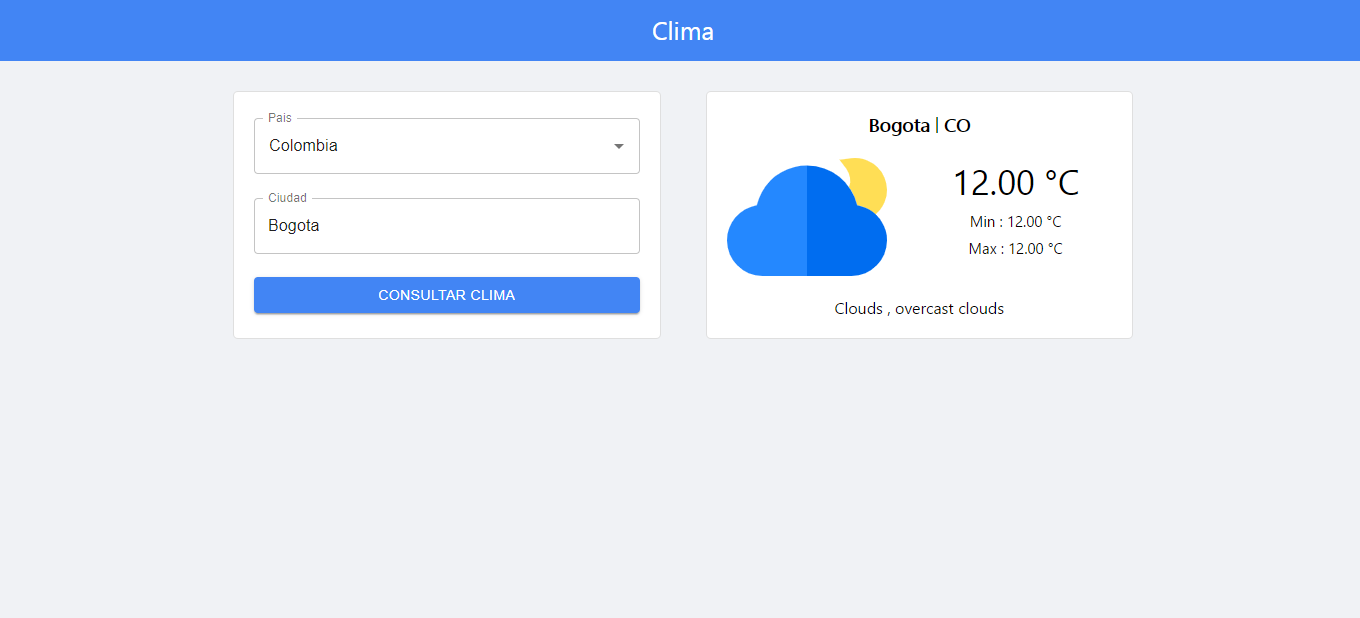 Clima
Pais
Colombia
Ciudad
Bogota
CONSULTAR CLIMA
Bogota | CO
12.00 °C
Min : 12.00 °C
Max : 12.00 °C
Clouds , overcast clouds